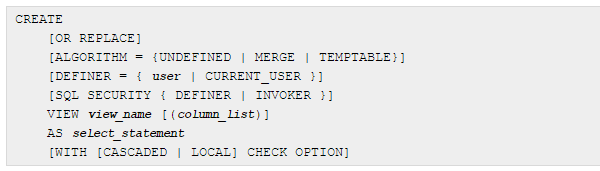 CREATE
[OR REPLACE]
[ALGORITHM = {UNDEFINED | MERGE | TEMPTABLE}]
[DEFINER = { user | CURRENT_USER }]
[SQL SECURITY { DEFINER | INVOKER }]
VIEW view_name [(column_list)]
AS select_statement
[WITH [CASCADED | LOCAL] CHECK OPTION]